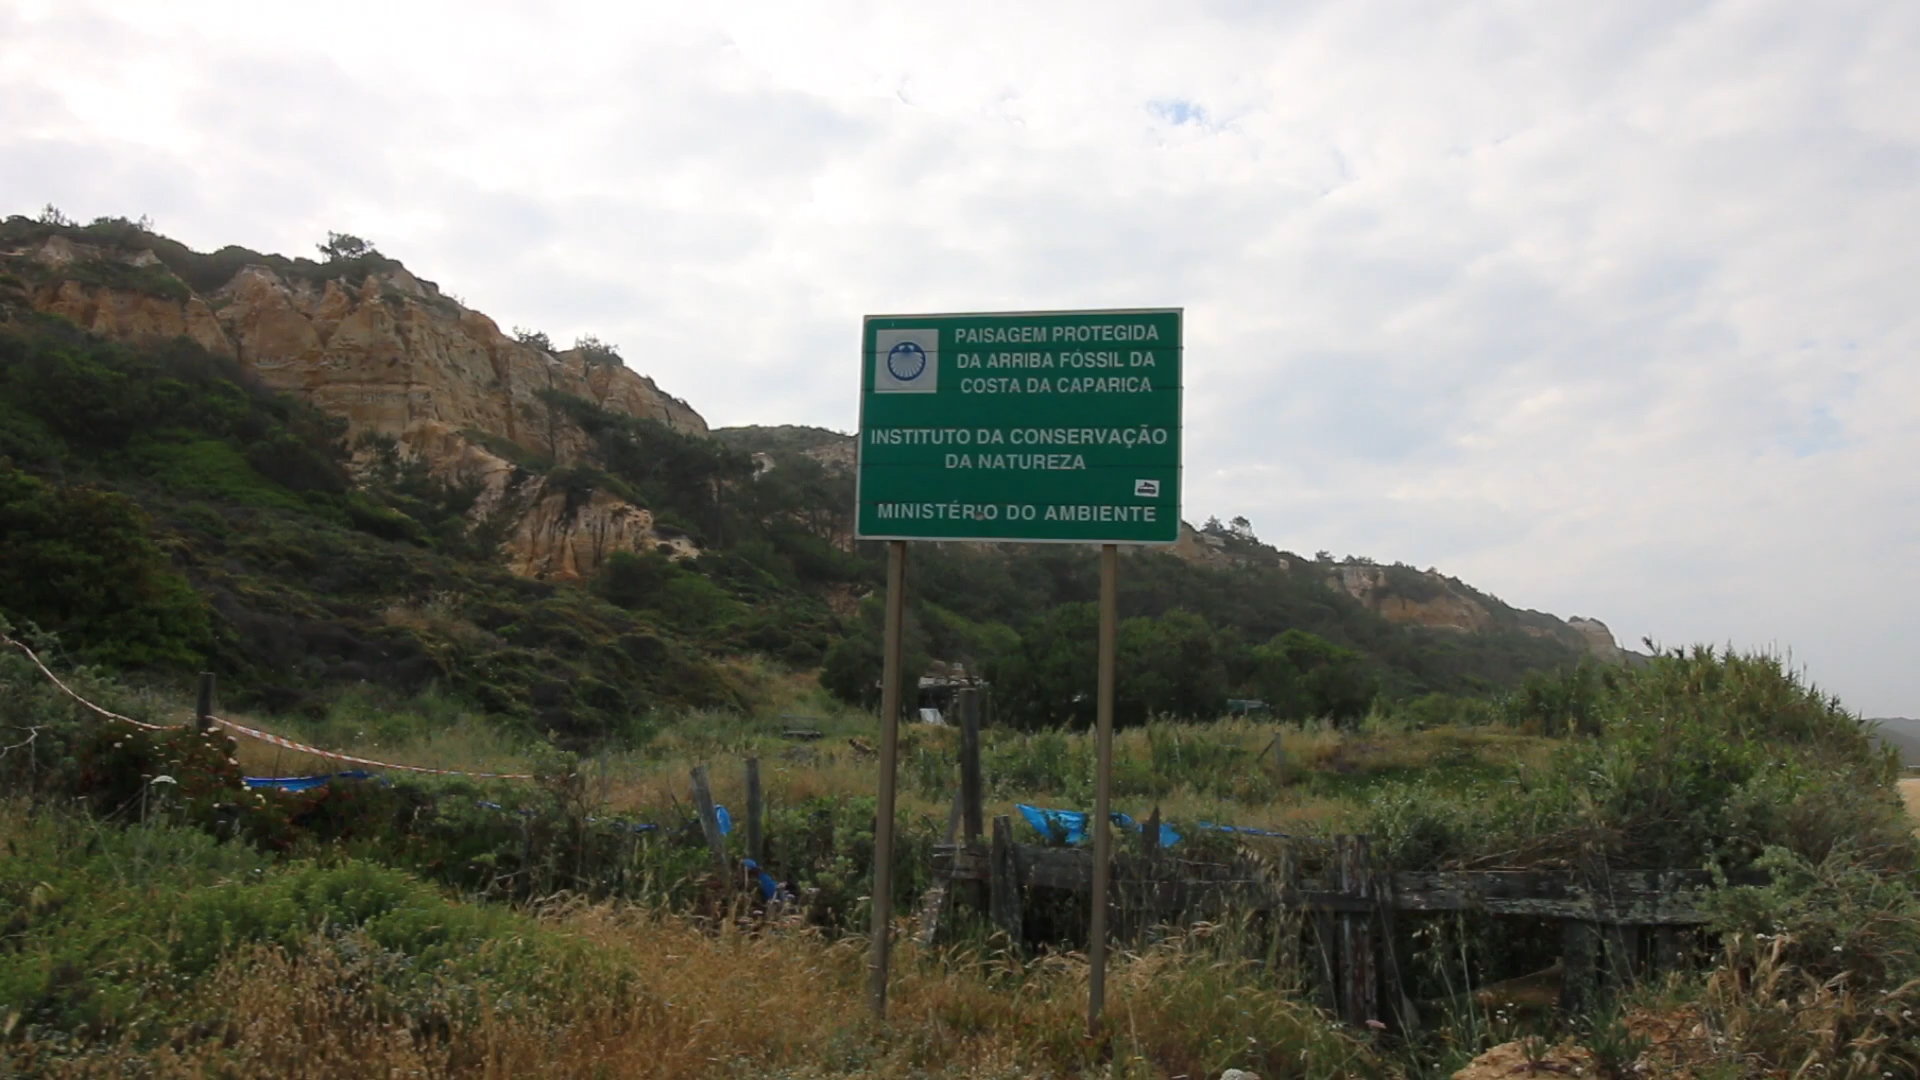 PAISAGEM PROTEGIDA
DA ARRIBA FÓSSIL DA
COSTA DA CAPARICA
INSTITUTO DA CONSERVAÇÃO
DA NATUREZA
MINISTÉRIO DO AMBIENTE